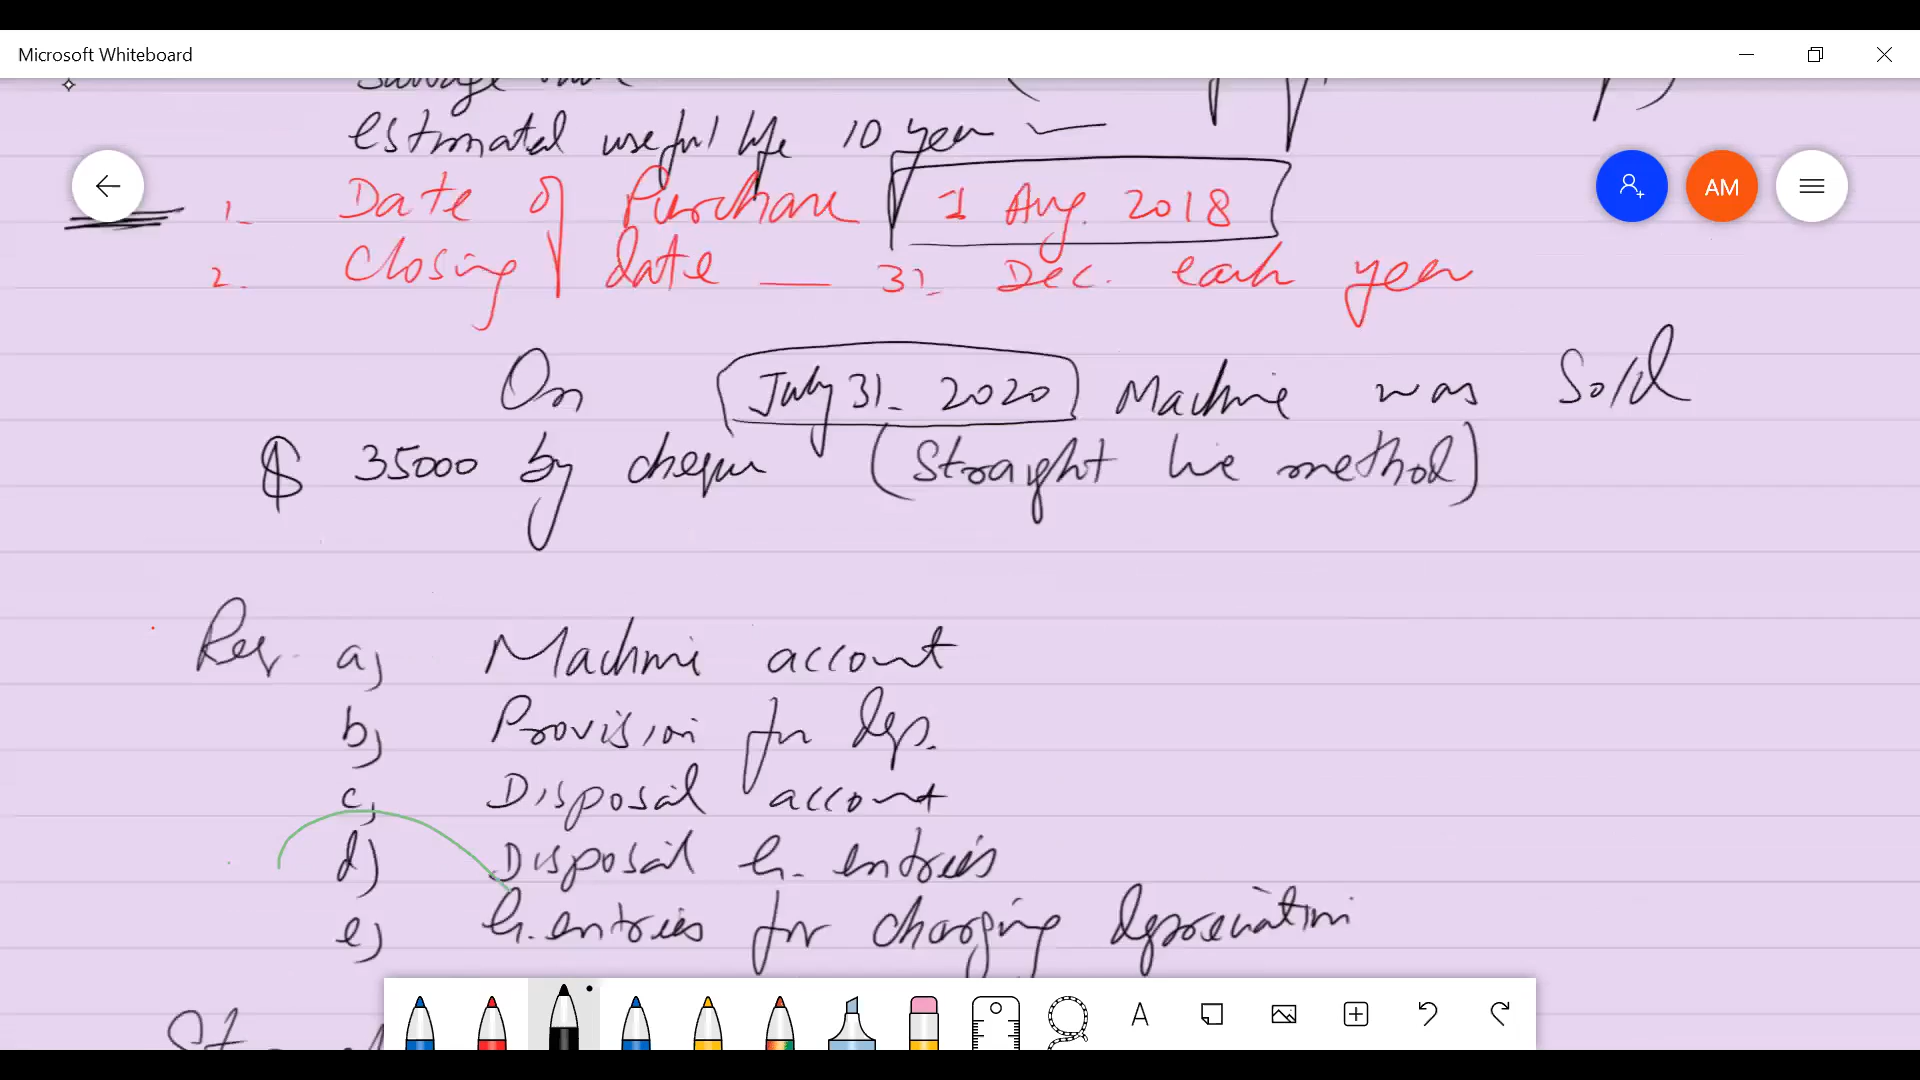 Microsoft Whiteboard
estimated useful life 10 year —
1. Date of Purchase 1 Aug. 2018
2. Closing date — 31. Dec. each year
AM
On July 31. 2020 Machine was Sold
$ 35000 by cheque (Straight line method)
Req. a) Machine account
b) Provision for dep.
c) Disposal account
d) Disposal G. entries
e) G. entries for charging depreciation
A